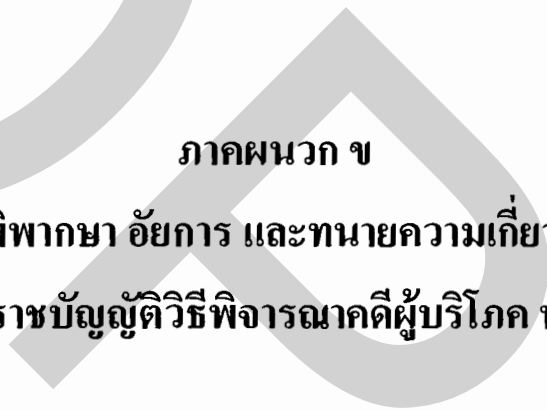 ภาคผนวก ข
พิพากษา อัยการ และทนายความเกี่ยว
ราชบัญญัติวิธีพิจารณาคดีผู้บริโภค